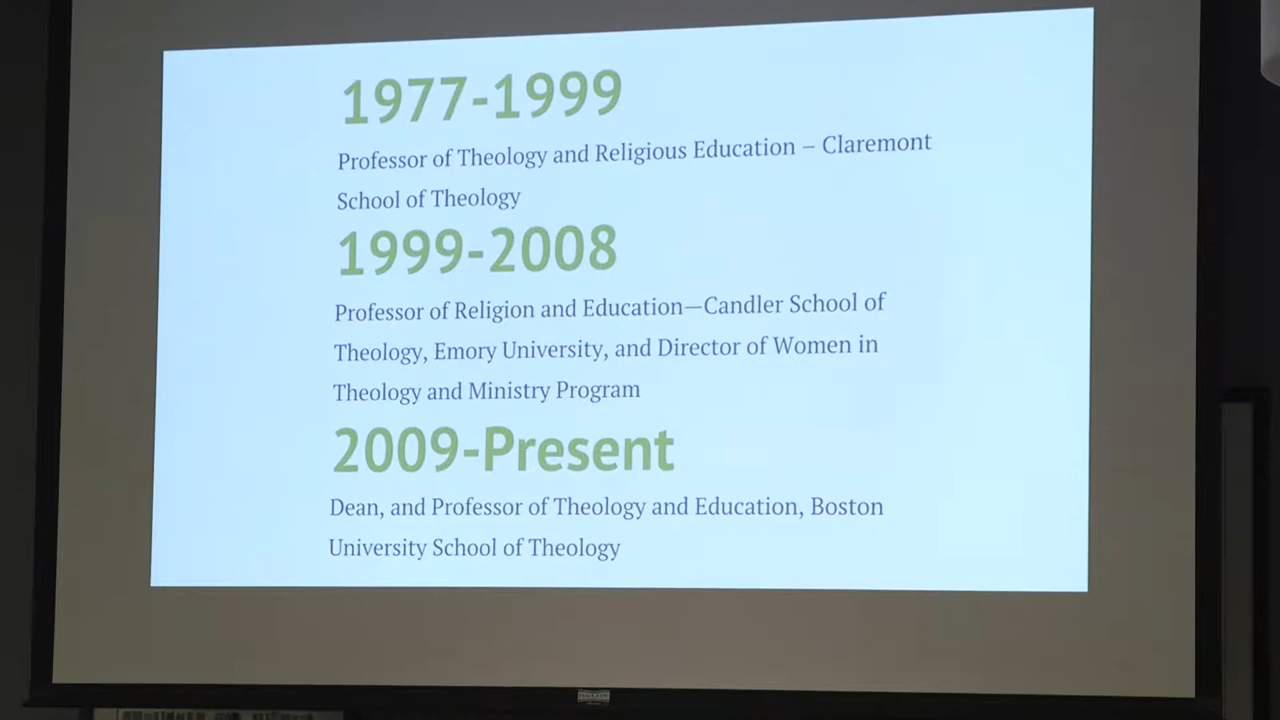 1977-1999
Professor of Theology and Religious Education – Claremont
School of Theology
1999-2008
Professor of Religion and Education—Candler School of
Theology, Emory University, and Director of Women in
Theology and Ministry Program
2009-Present
Dean, and Professor of Theology and Education, Boston
University School of Theology